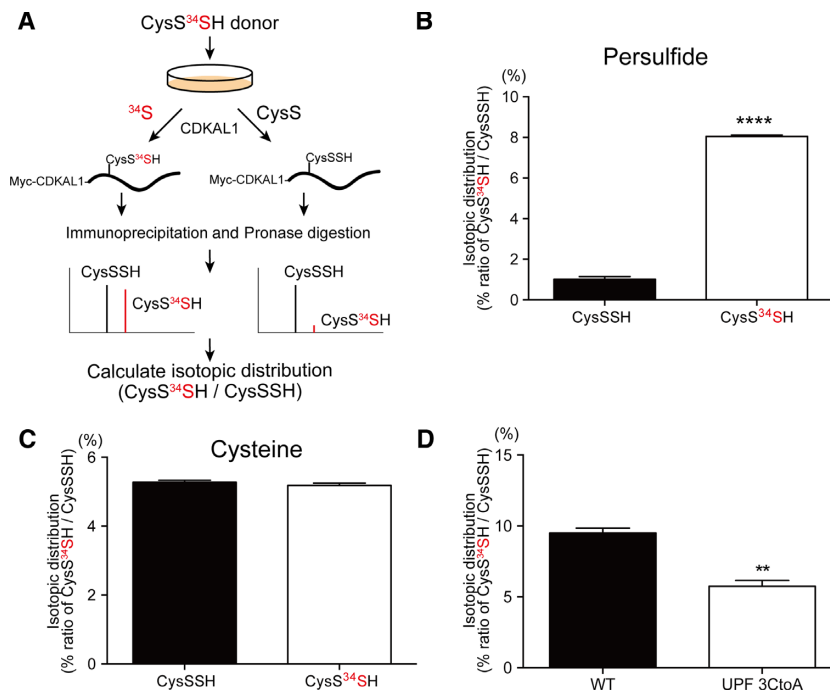 A
CysS³⁴SH donor
³⁴S
CysS
CDKAL1
CysS³⁴SH
CysSSH
Myc-CDKAL1-
Myc-CDKAL1-
Immunoprecipitation and Pronase digestion
CysSSH
CysSSH
CysS³⁴SH
CysS³⁴SH
Calculate isotopic distribution
(CysS³⁴SH / CysSSH)
B
Persulfide
(%)
Isotopic distribution
(% ratio of CysS³⁴SH / CysSSH)
10
8
6
4
2
0
****
CysSSH
CysS³⁴SH
C
Cysteine
(%)
Isotopic distribution
(% ratio of CysS³⁴SH / CysSSH)
6
4
2
0
CysSSH
CysS³⁴SH
D
(%)
Isotopic distribution
(% ratio of CysS³⁴SH / CysSSH)
15
10
5
0
**
WT
UPF 3CtoA